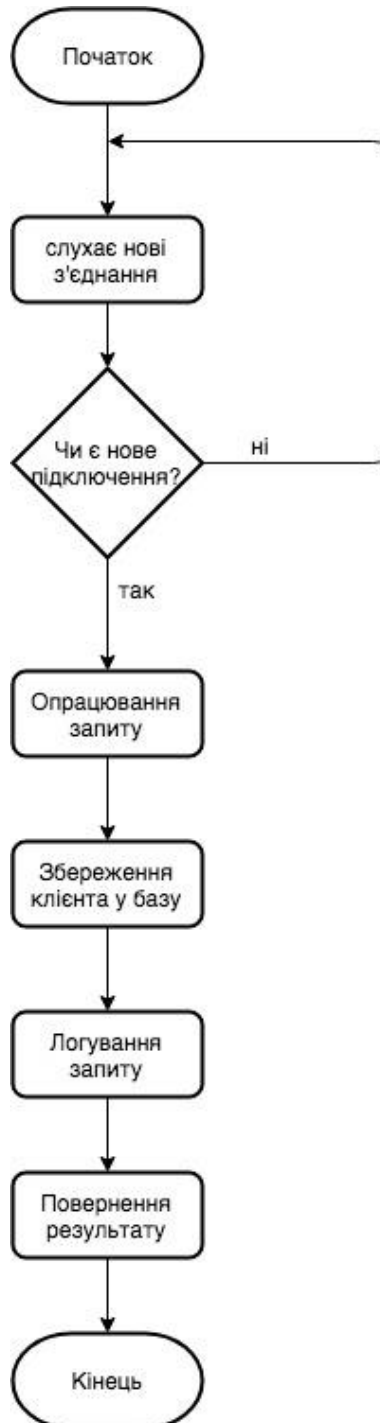 Початок
слухає нові
з'єднання
Чи є нове
підключення?
ні
так
Опрацювання
запиту
Збереження
клієнта у базу
Логування
запиту
Повернення
результату
Кінець